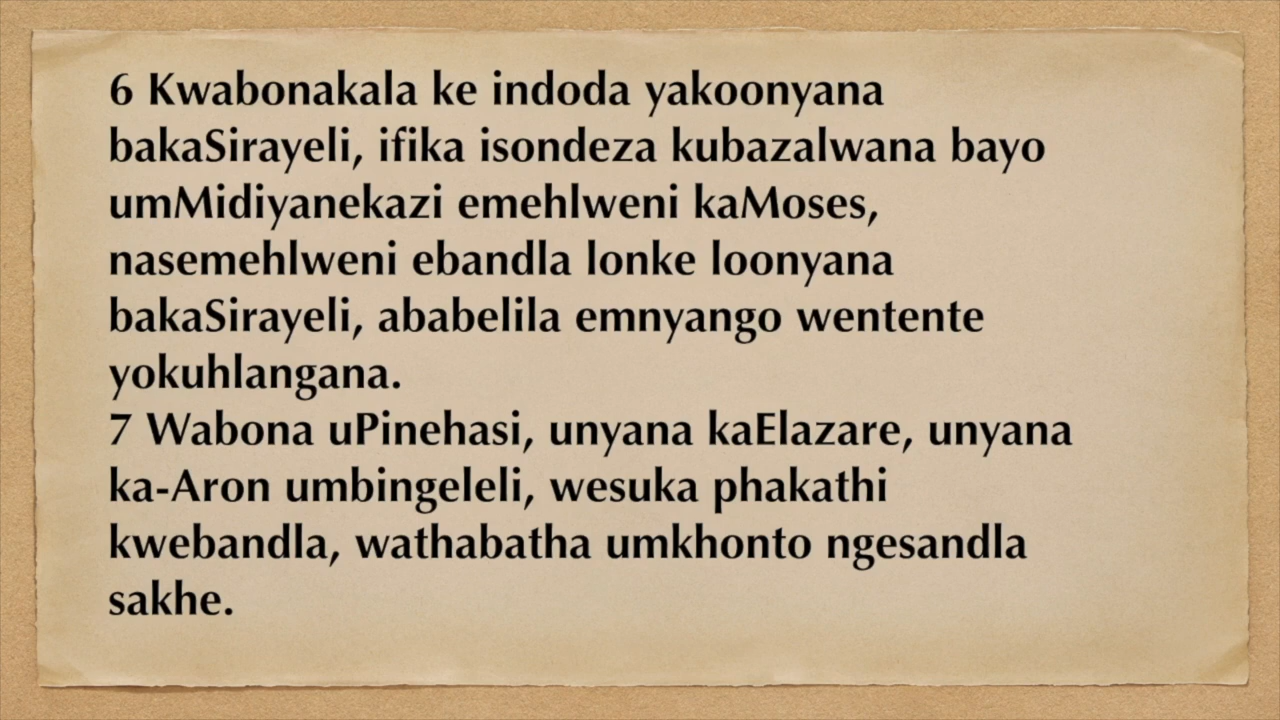 6 Kwabonakala ke indoda yakoonyana
bakaSirayeli, ifika isondeza kubazalwana bayo
umMidiyanekazi emehlweni kaMoses,
nasemehlweni ebandla lonke loonyana
bakaSirayeli, ababelila emnyango wentente
yokuhlangana.
7 Wabona uPinehasi, unyana kaElazare, unyana
ka-Aron umbingeleli, wesuka phakathi
kwebandla, wathabatha umkhonto ngesandla
sakhe.